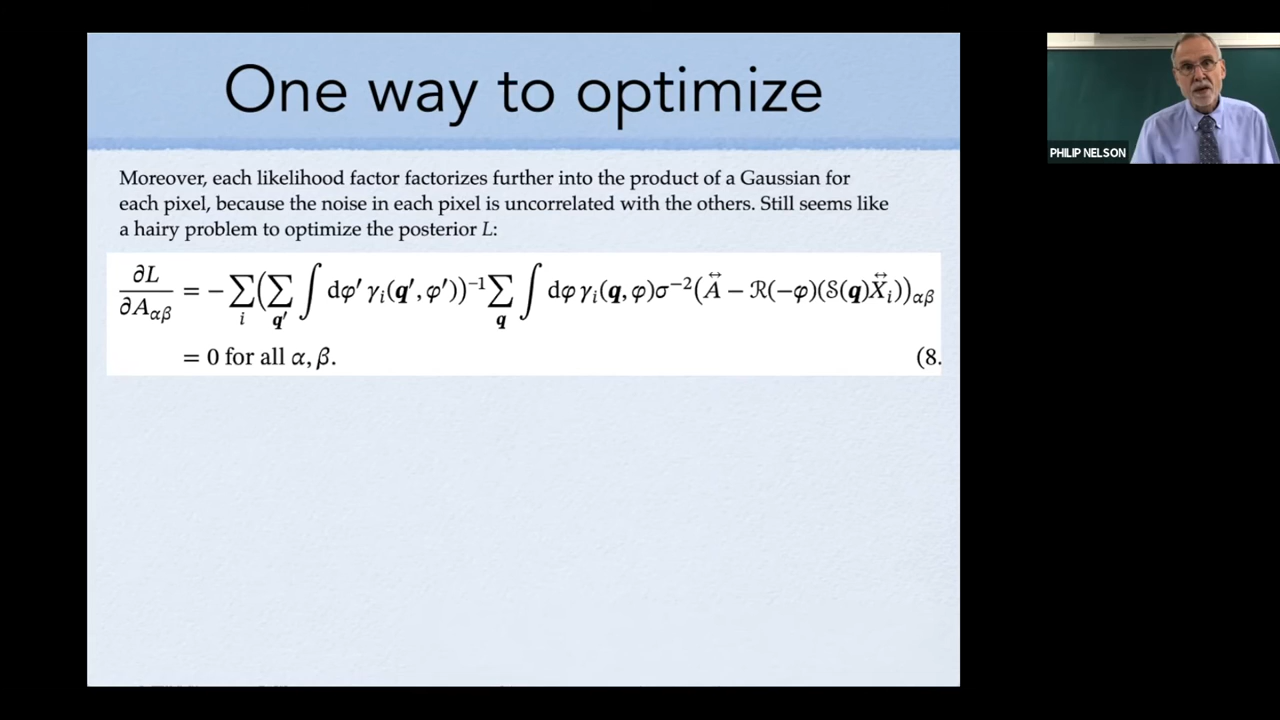 One way to optimize
Moreover, each likelihood factor factorizes further into the product of a Gaussian for
each pixel, because the noise in each pixel is uncorrelated with the others. Still seems like
a hairy problem to optimize the posterior L:
∂L/∂A_αβ = −∑_i(∑_q′ ∫ dφ′ γ_i(q′, φ′))⁻¹ ∑_q ∫ dφ γ_i(q, φ)σ⁻²(A⃡ − ℛ(−φ)(𝒮(q)X⃡_i))_αβ
= 0 for all α, β. (8.
PHILIP NELSON